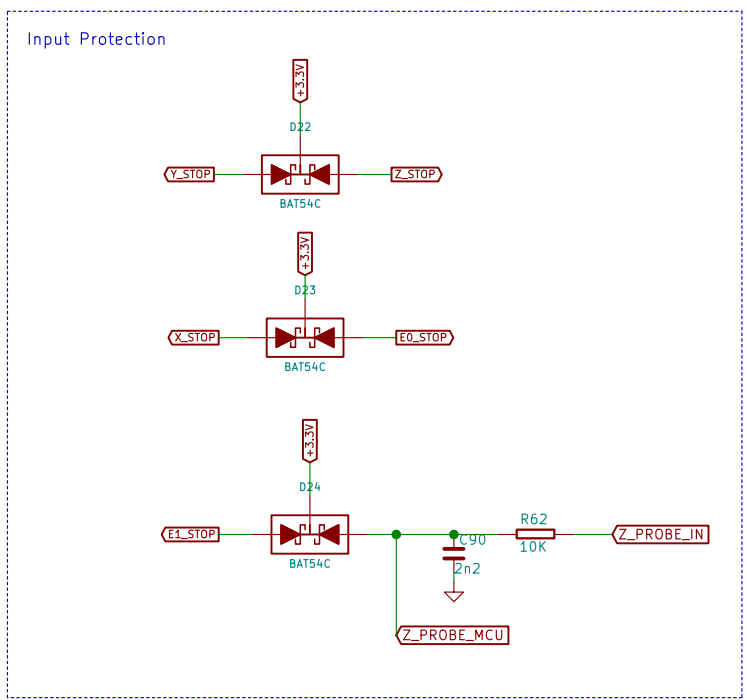 Input Protection
+3.3V
D22
Y_STOP
Z_STOP
BAT54C
+3.3V
D23
X_STOP
E0_STOP
BAT54C
+3.3V
D24
E1_STOP
BAT54C
C90
2n2
R62
10K
Z_PROBE_IN
Z_PROBE_MCU